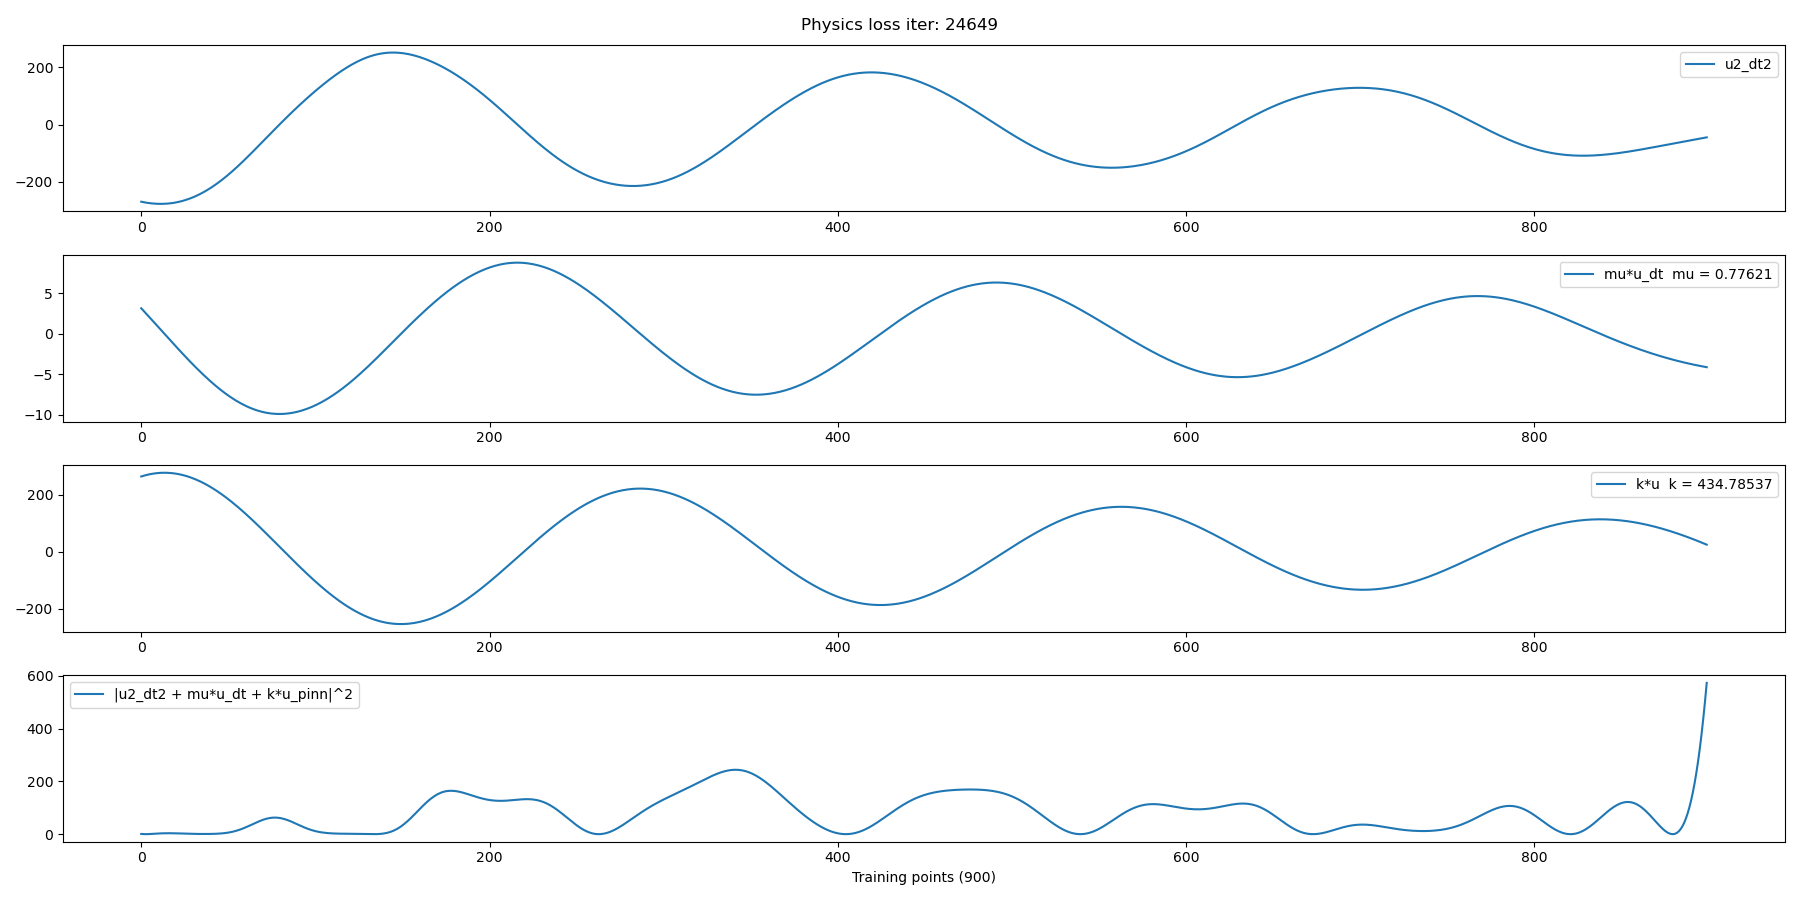 Physics loss iter: 24649
200
0
−200
u2_dt2
0 200 400 600 800
5
0
−5
−10
mu*u_dt  mu = 0.77621
0 200 400 600 800
200
0
−200
k*u  k = 434.78537
0 200 400 600 800
600
400
200
0
|u2_dt2 + mu*u_dt + k*u_pinn|^2
0 200 400 600 800
Training points (900)